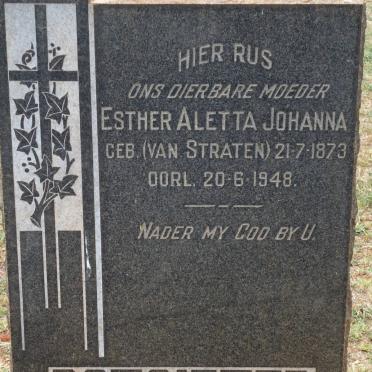 HIER RUS
ONS DIERBARE MOEDER
ESTHER ALETTA JOHANNA
GEB. (VAN STRATEN) 21-7-1873
OORL. 20-6-1948.
NADER MY GOD BY U.